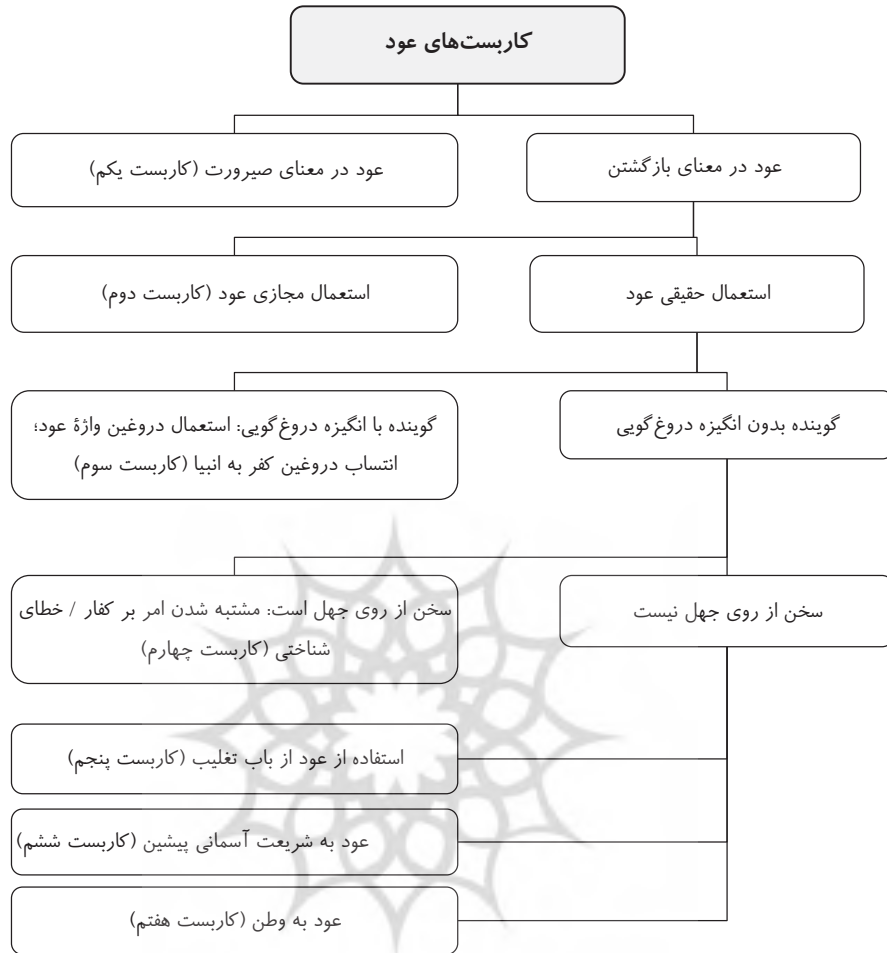 کاربست‌های عود
عود در معنای بازگشتن
عود در معنای صیرورت (کاربست یکم)
استعمال حقیقی عود
استعمال مجازی عود (کاربست دوم)
گوینده بدون انگیزه دروغ‌گویی
گوینده با انگیزه دروغ‌گویی: استعمال دروغین واژۀ عود؛
انتساب دروغین کفر به انبیا (کاربست سوم)
سخن از روی جهل نیست
سخن از روی جهل است: مشتبه شدن امر بر کفار / خطای
شناختی (کاربست چهارم)
استفاده از عود از باب تغلیب (کاربست پنجم)
عود به شریعت آسمانی پیشین (کاربست ششم)
عود به وطن (کاربست هفتم)